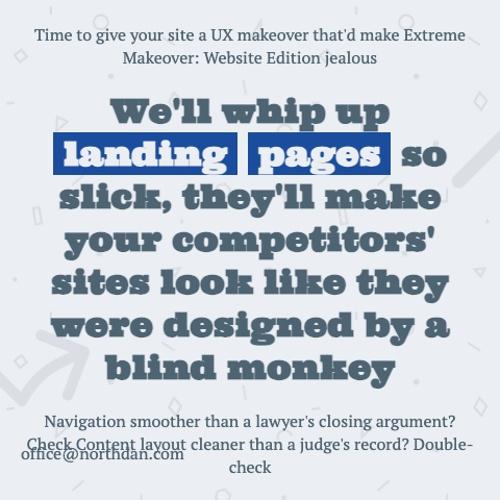 Time to give your site a UX makeover that'd make Extreme
Makeover: Website Edition jealous
We'll whip up
landing pages so
slick, they'll make
your competitors'
sites look like they
were designed by a
blind monkey
Navigation smoother than a lawyer's closing argument?
Check Content layout cleaner than a judge's record? Double-
office@northdan.com
check